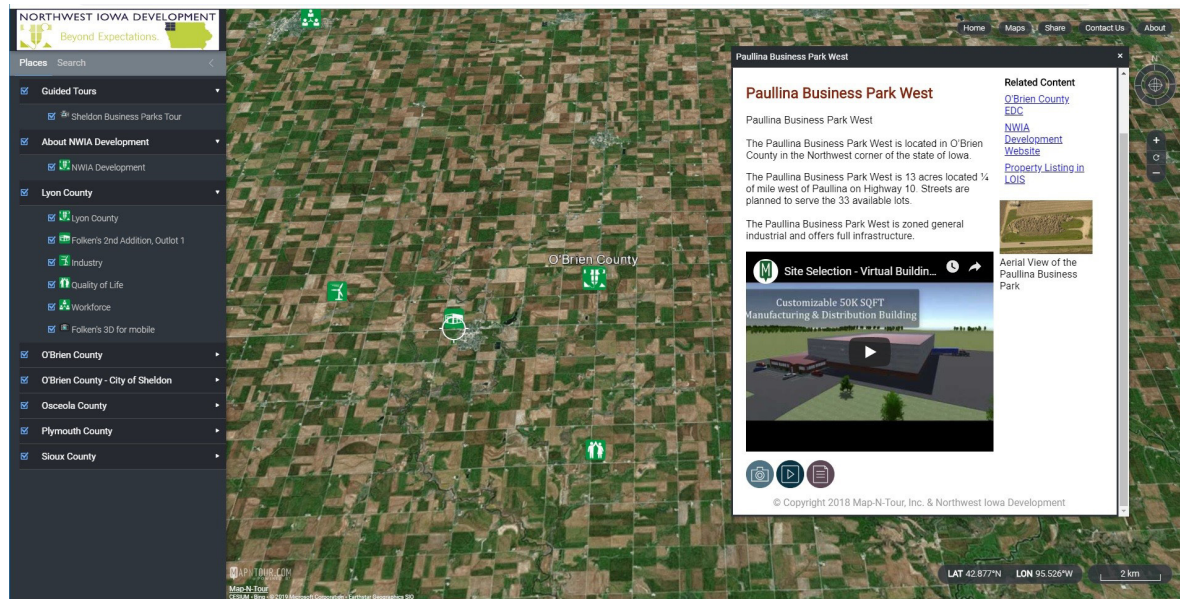 NORTHWEST IOWA DEVELOPMENT
Beyond Expectations.
Places Search
Guided Tours
Sheldon Business Parks Tour
About NWIA Development
NWIA Development
Lyon County
Lyon County
Folken's 2nd Addition, Outlot 1
Industry
Quality of Life
Workforce
Folken's 3D for mobile
O'Brien County
O'Brien County - City of Sheldon
Osceola County
Plymouth County
Sioux County
O'Brien County
Home Maps Share Contact Us About
N
Paullina Business Park West
Paullina Business Park West
Paullina Business Park West
The Paullina Business Park West is located in O'Brien
County in the Northwest corner of the state of Iowa.
The Paullina Business Park West is 13 acres located ¼
of mile west of Paullina on Highway 10. Streets are
planned to serve the 33 available lots.
The Paullina Business Park West is zoned general
industrial and offers full infrastructure.
Site Selection - Virtual Buildin...
Customizable 50K SQFT
Manufacturing & Distribution Building
Related Content
O'Brien County
EDC
NWIA
Development
Website
Property Listing in
LOIS
Aerial View of the
Paullina Business
Park
© Copyright 2018 Map-N-Tour, Inc. & Northwest Iowa Development
MAPNTOUR.COM
Map-N-Tour
CESIUM • Bing • © 2019 Microsoft Corporation • Earthstar Geographics SIO
LAT 42.877°N LON 95.526°W 2 km